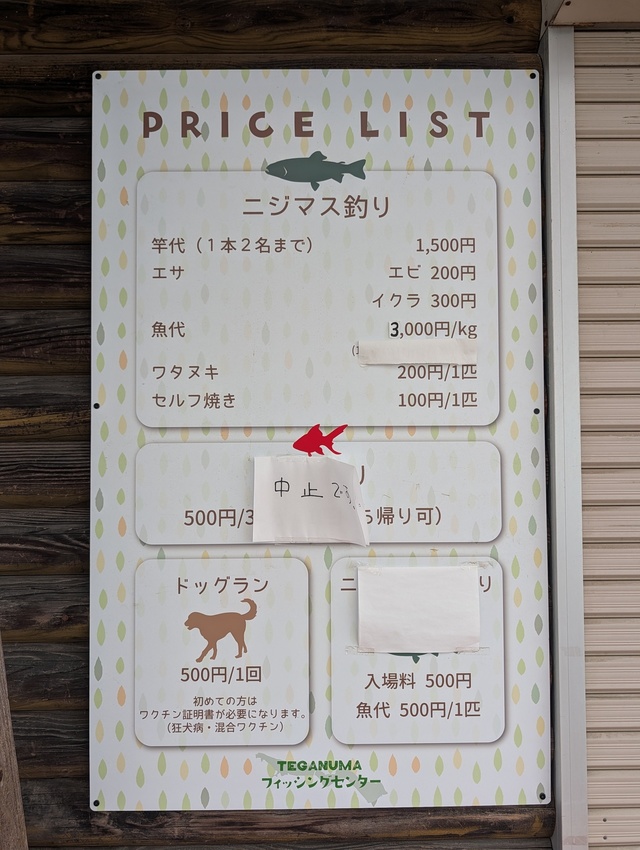 PRICE LIST
ニジマス釣り
竿代（１本２名まで） 1,500円
エサ エビ 200円
イクラ 300円
魚代 3,000円/kg
ワタヌキ 200円/1匹
セルフ焼き 100円/1匹
中止です。
500円/3 帰り可）
ドッグラン
500円/1回
初めての方は
ワクチン証明書が必要になります。
（狂犬病・混合ワクチン）
ニ り
入場料 500円
魚代 500円/1匹
TEGANUMA
フィッシングセンター